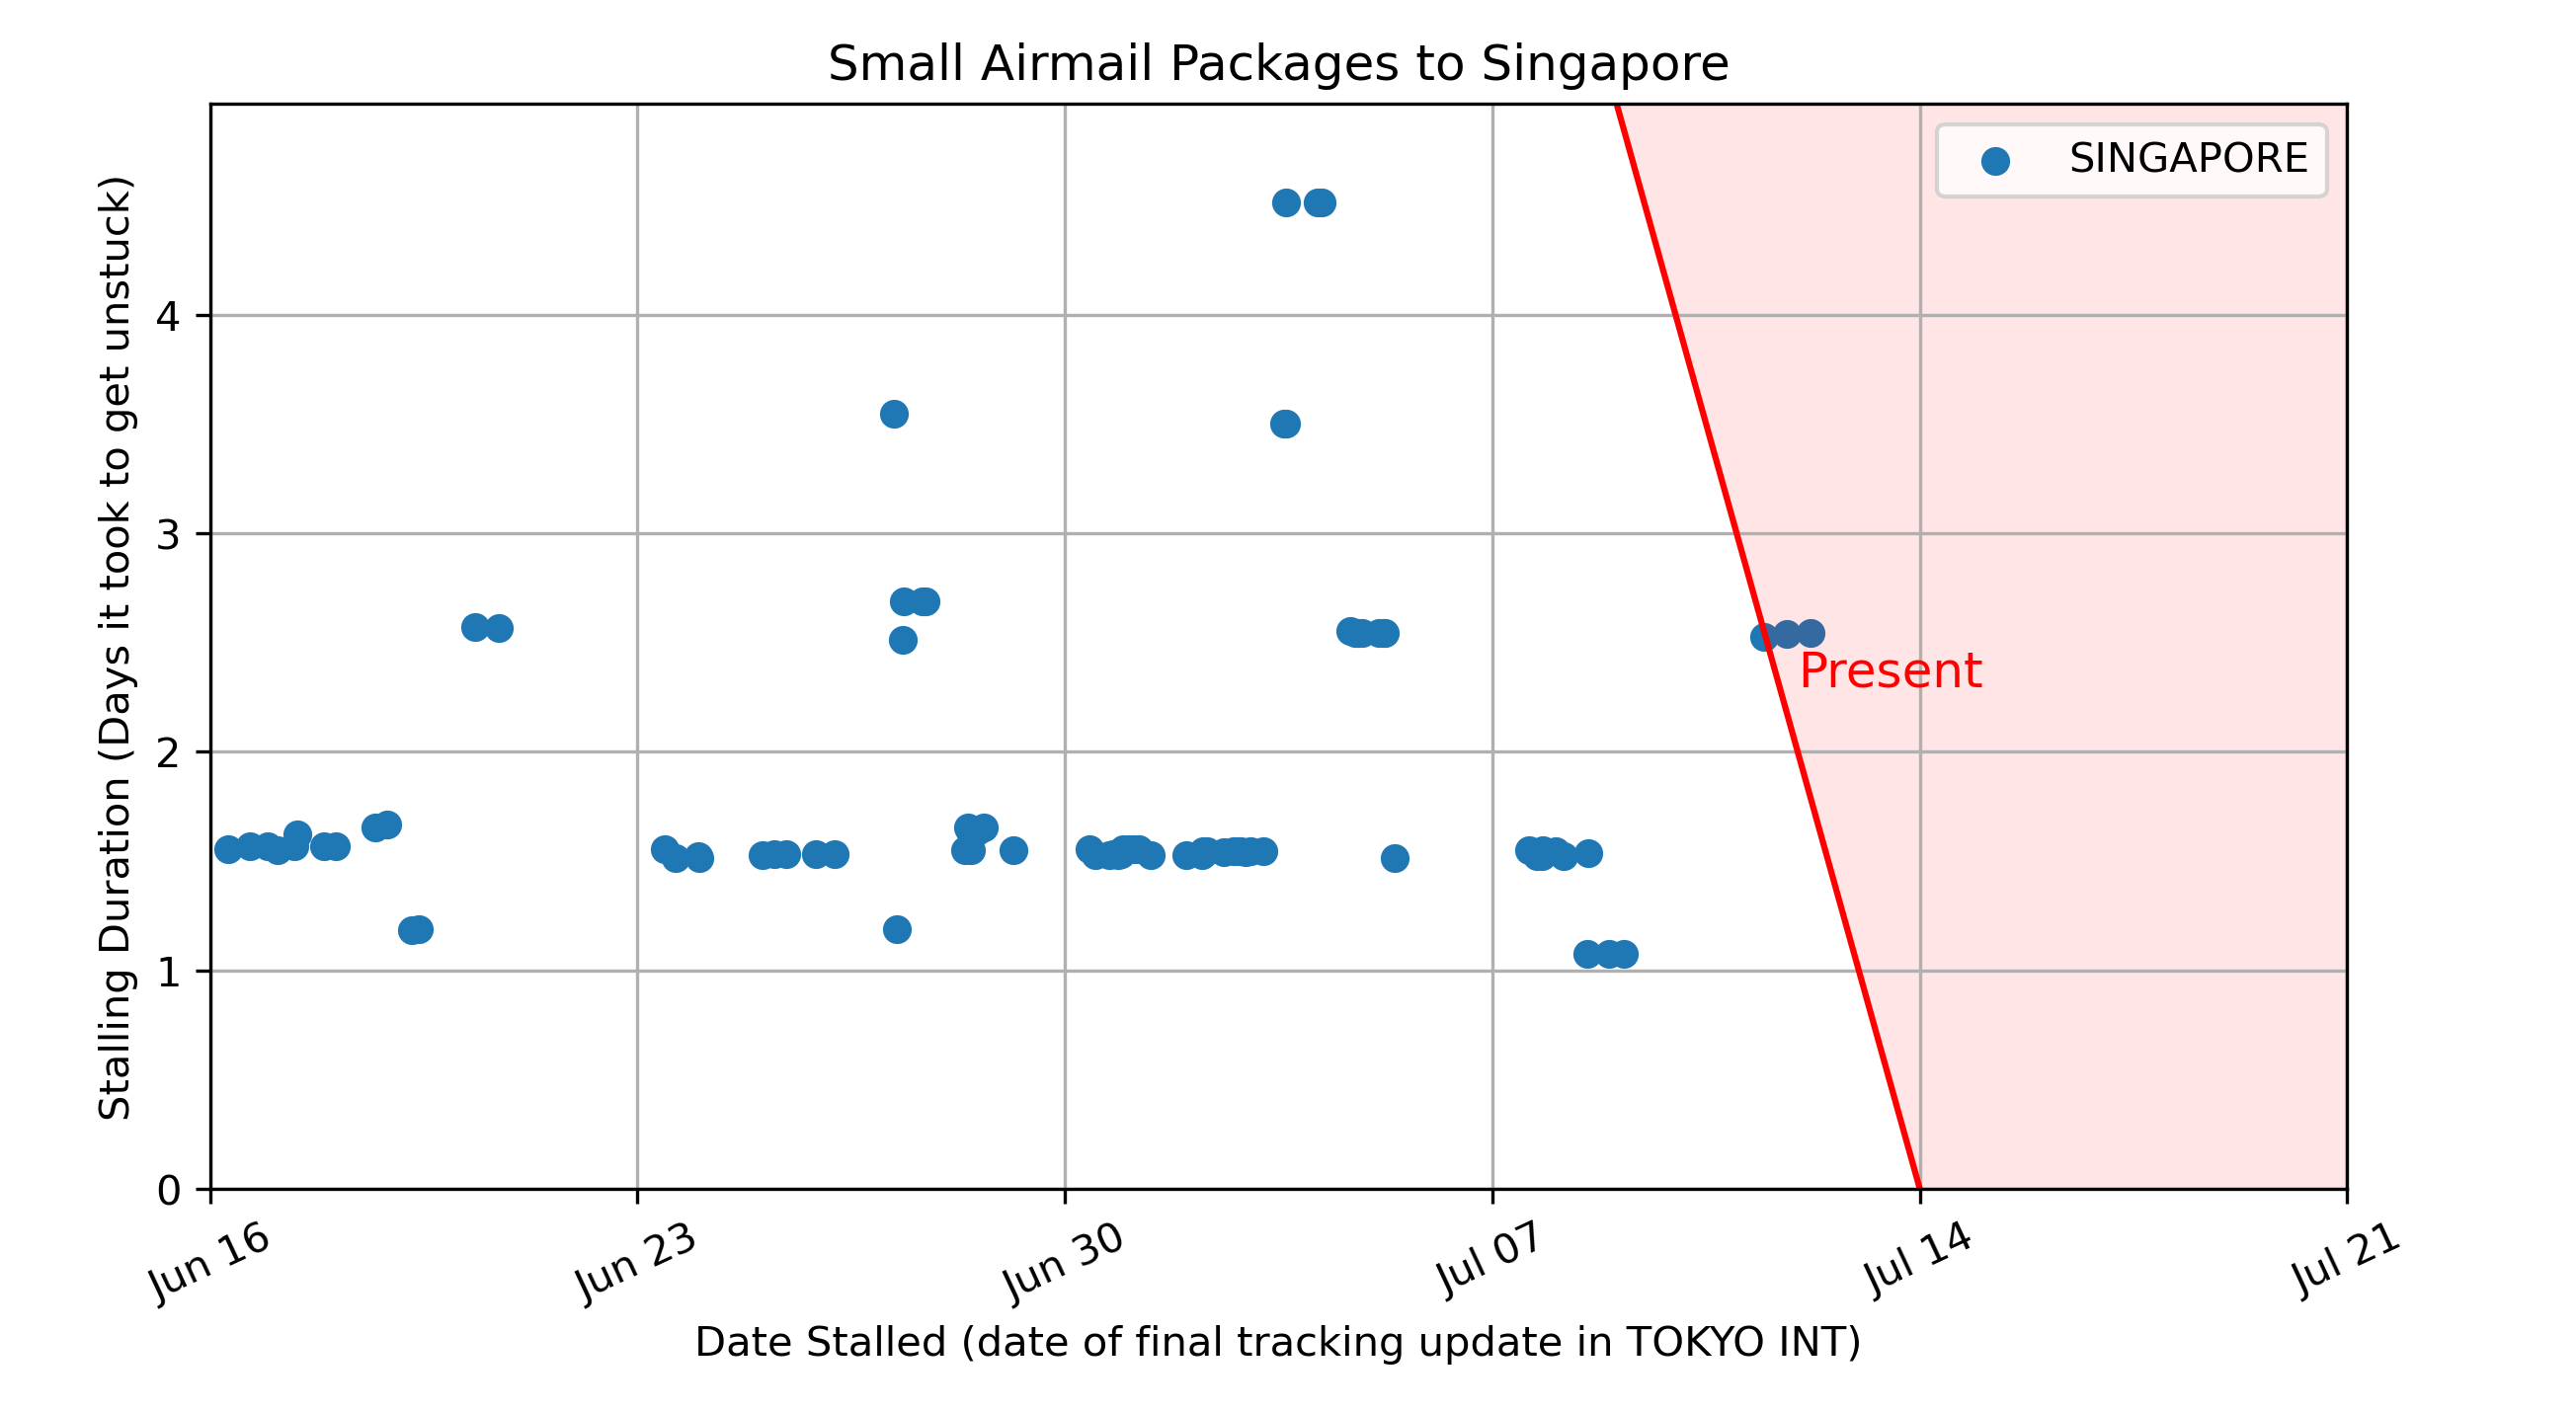 Small Airmail Packages to Singapore
SINGAPORE
Stalling Duration (Days it took to get unstuck)
4
3
2
1
0
Present
Jun 16
Jun 23
Jun 30
Jul 07
Jul 14
Jul 21
Date Stalled (date of final tracking update in TOKYO INT)